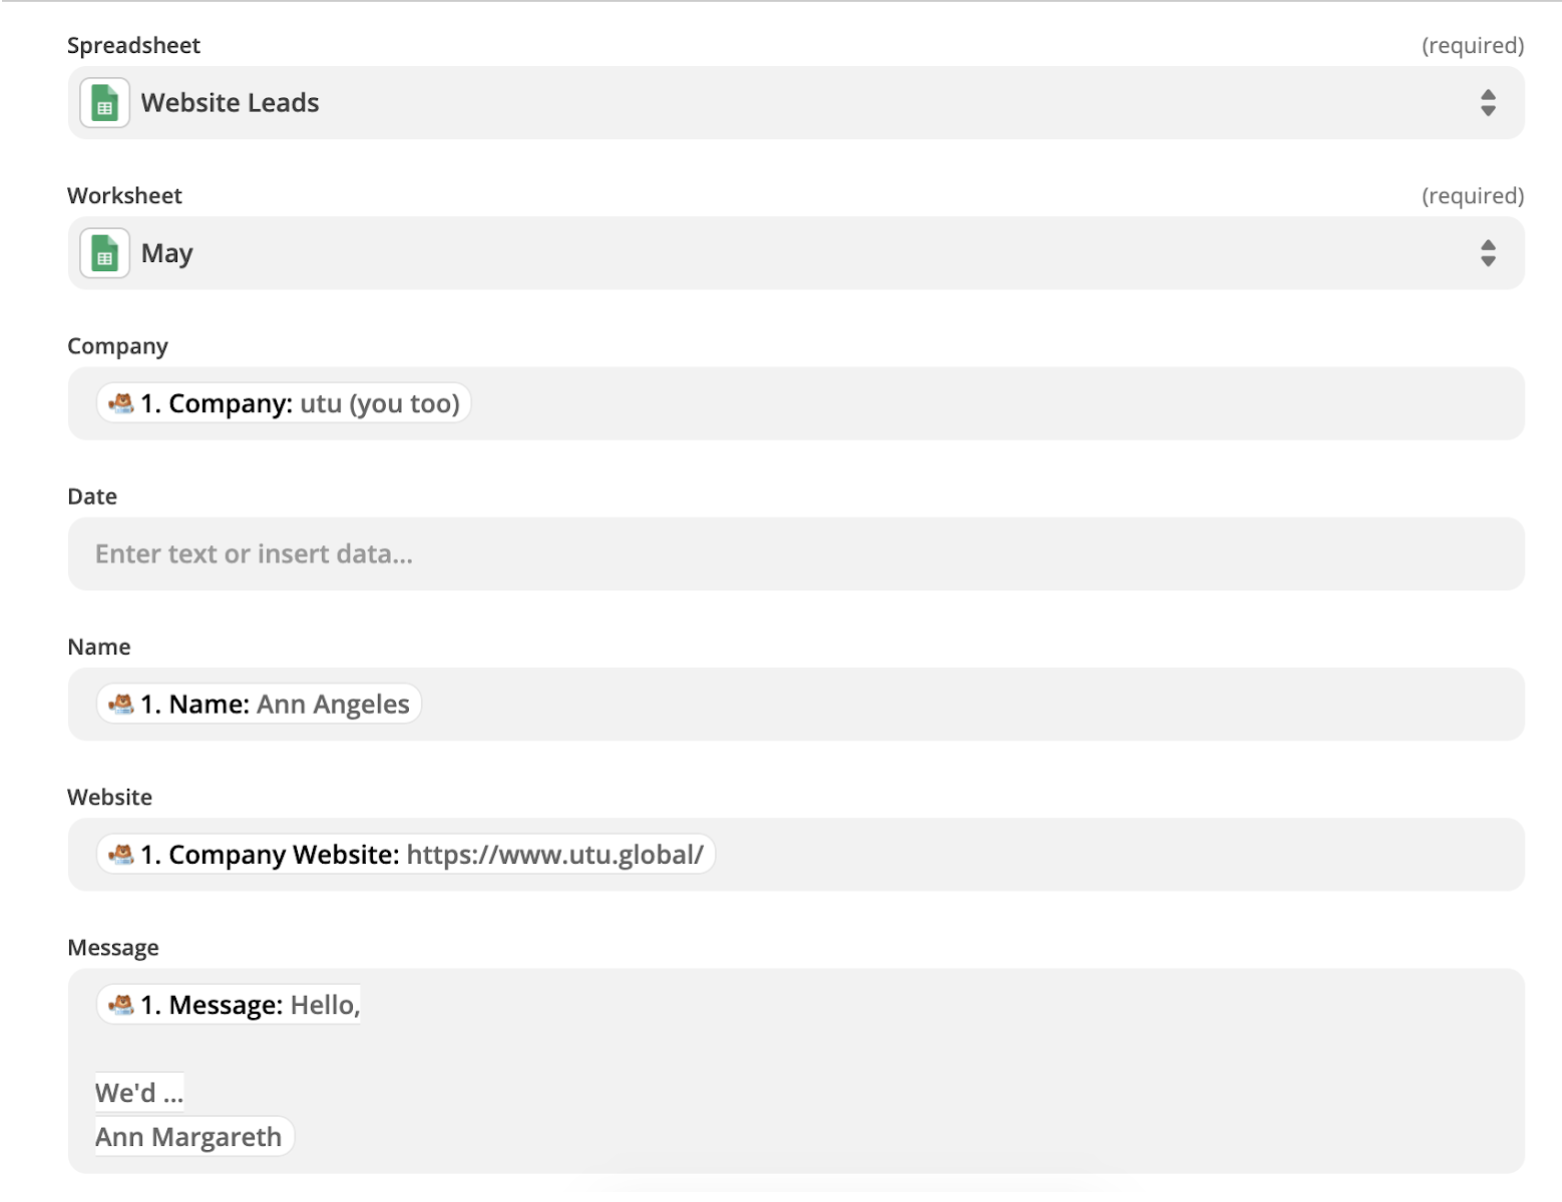 Spreadsheet (required)
Website Leads
Worksheet (required)
May
Company
1. Company: utu (you too)
Date
Enter text or insert data...
Name
1. Name: Ann Angeles
Website
1. Company Website: https://www.utu.global/
Message
1. Message: Hello,
We'd ...
Ann Margareth